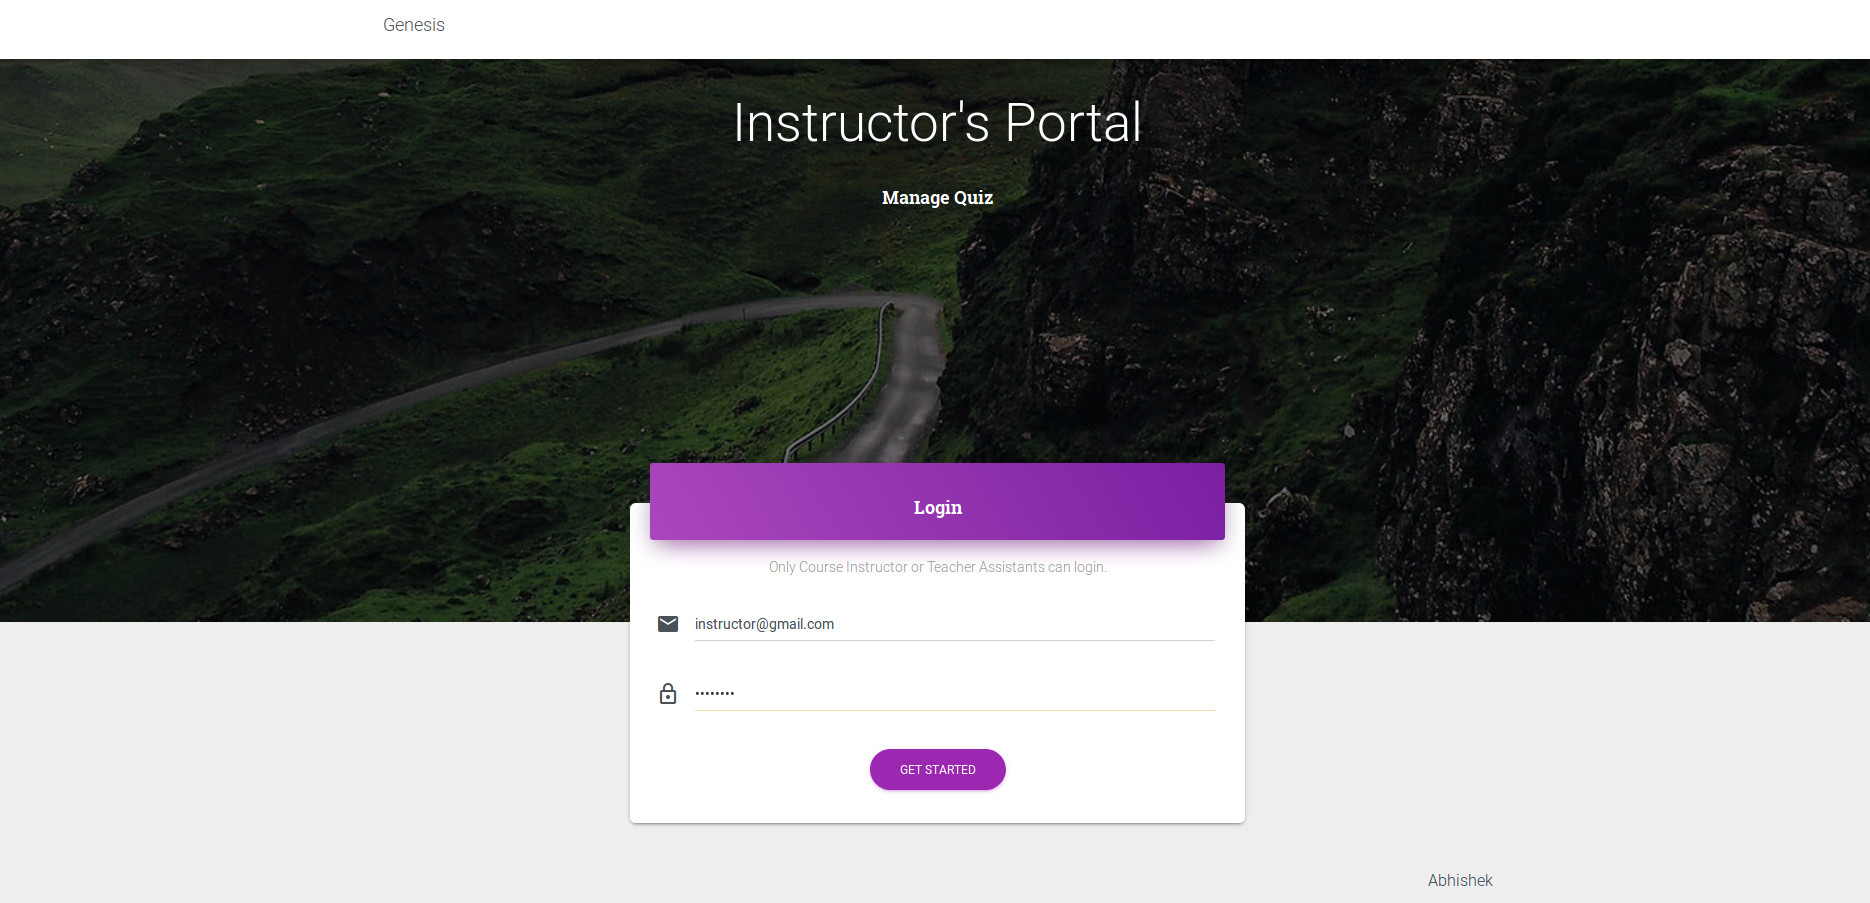 Genesis
Instructor's Portal
Manage Quiz
Login
Only Course Instructor or Teacher Assistants can login.
instructor@gmail.com
••••••••
GET STARTED
Abhishek